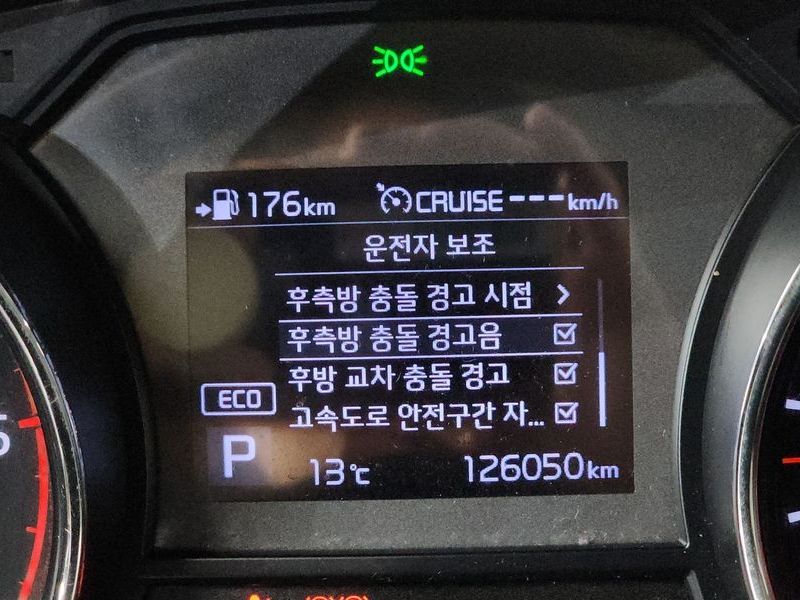 176km CRUISE ---km/h
운전자 보조
후측방 충돌 경고 시점 >
후측방 충돌 경고음
후방 교차 충돌 경고
ECO
고속도로 안전구간 자...
P
13℃ 126050km